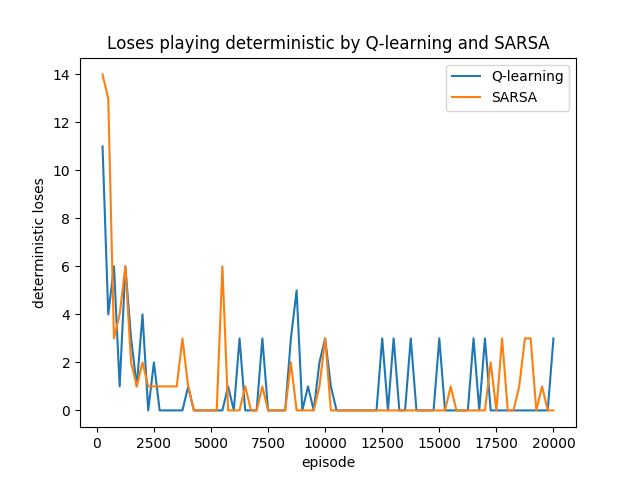 Loses playing deterministic by Q-learning and SARSA
Q-learning
SARSA
deterministic loses
14
12
10
8
6
4
2
0
0 2500 5000 7500 10000 12500 15000 17500 20000
episode